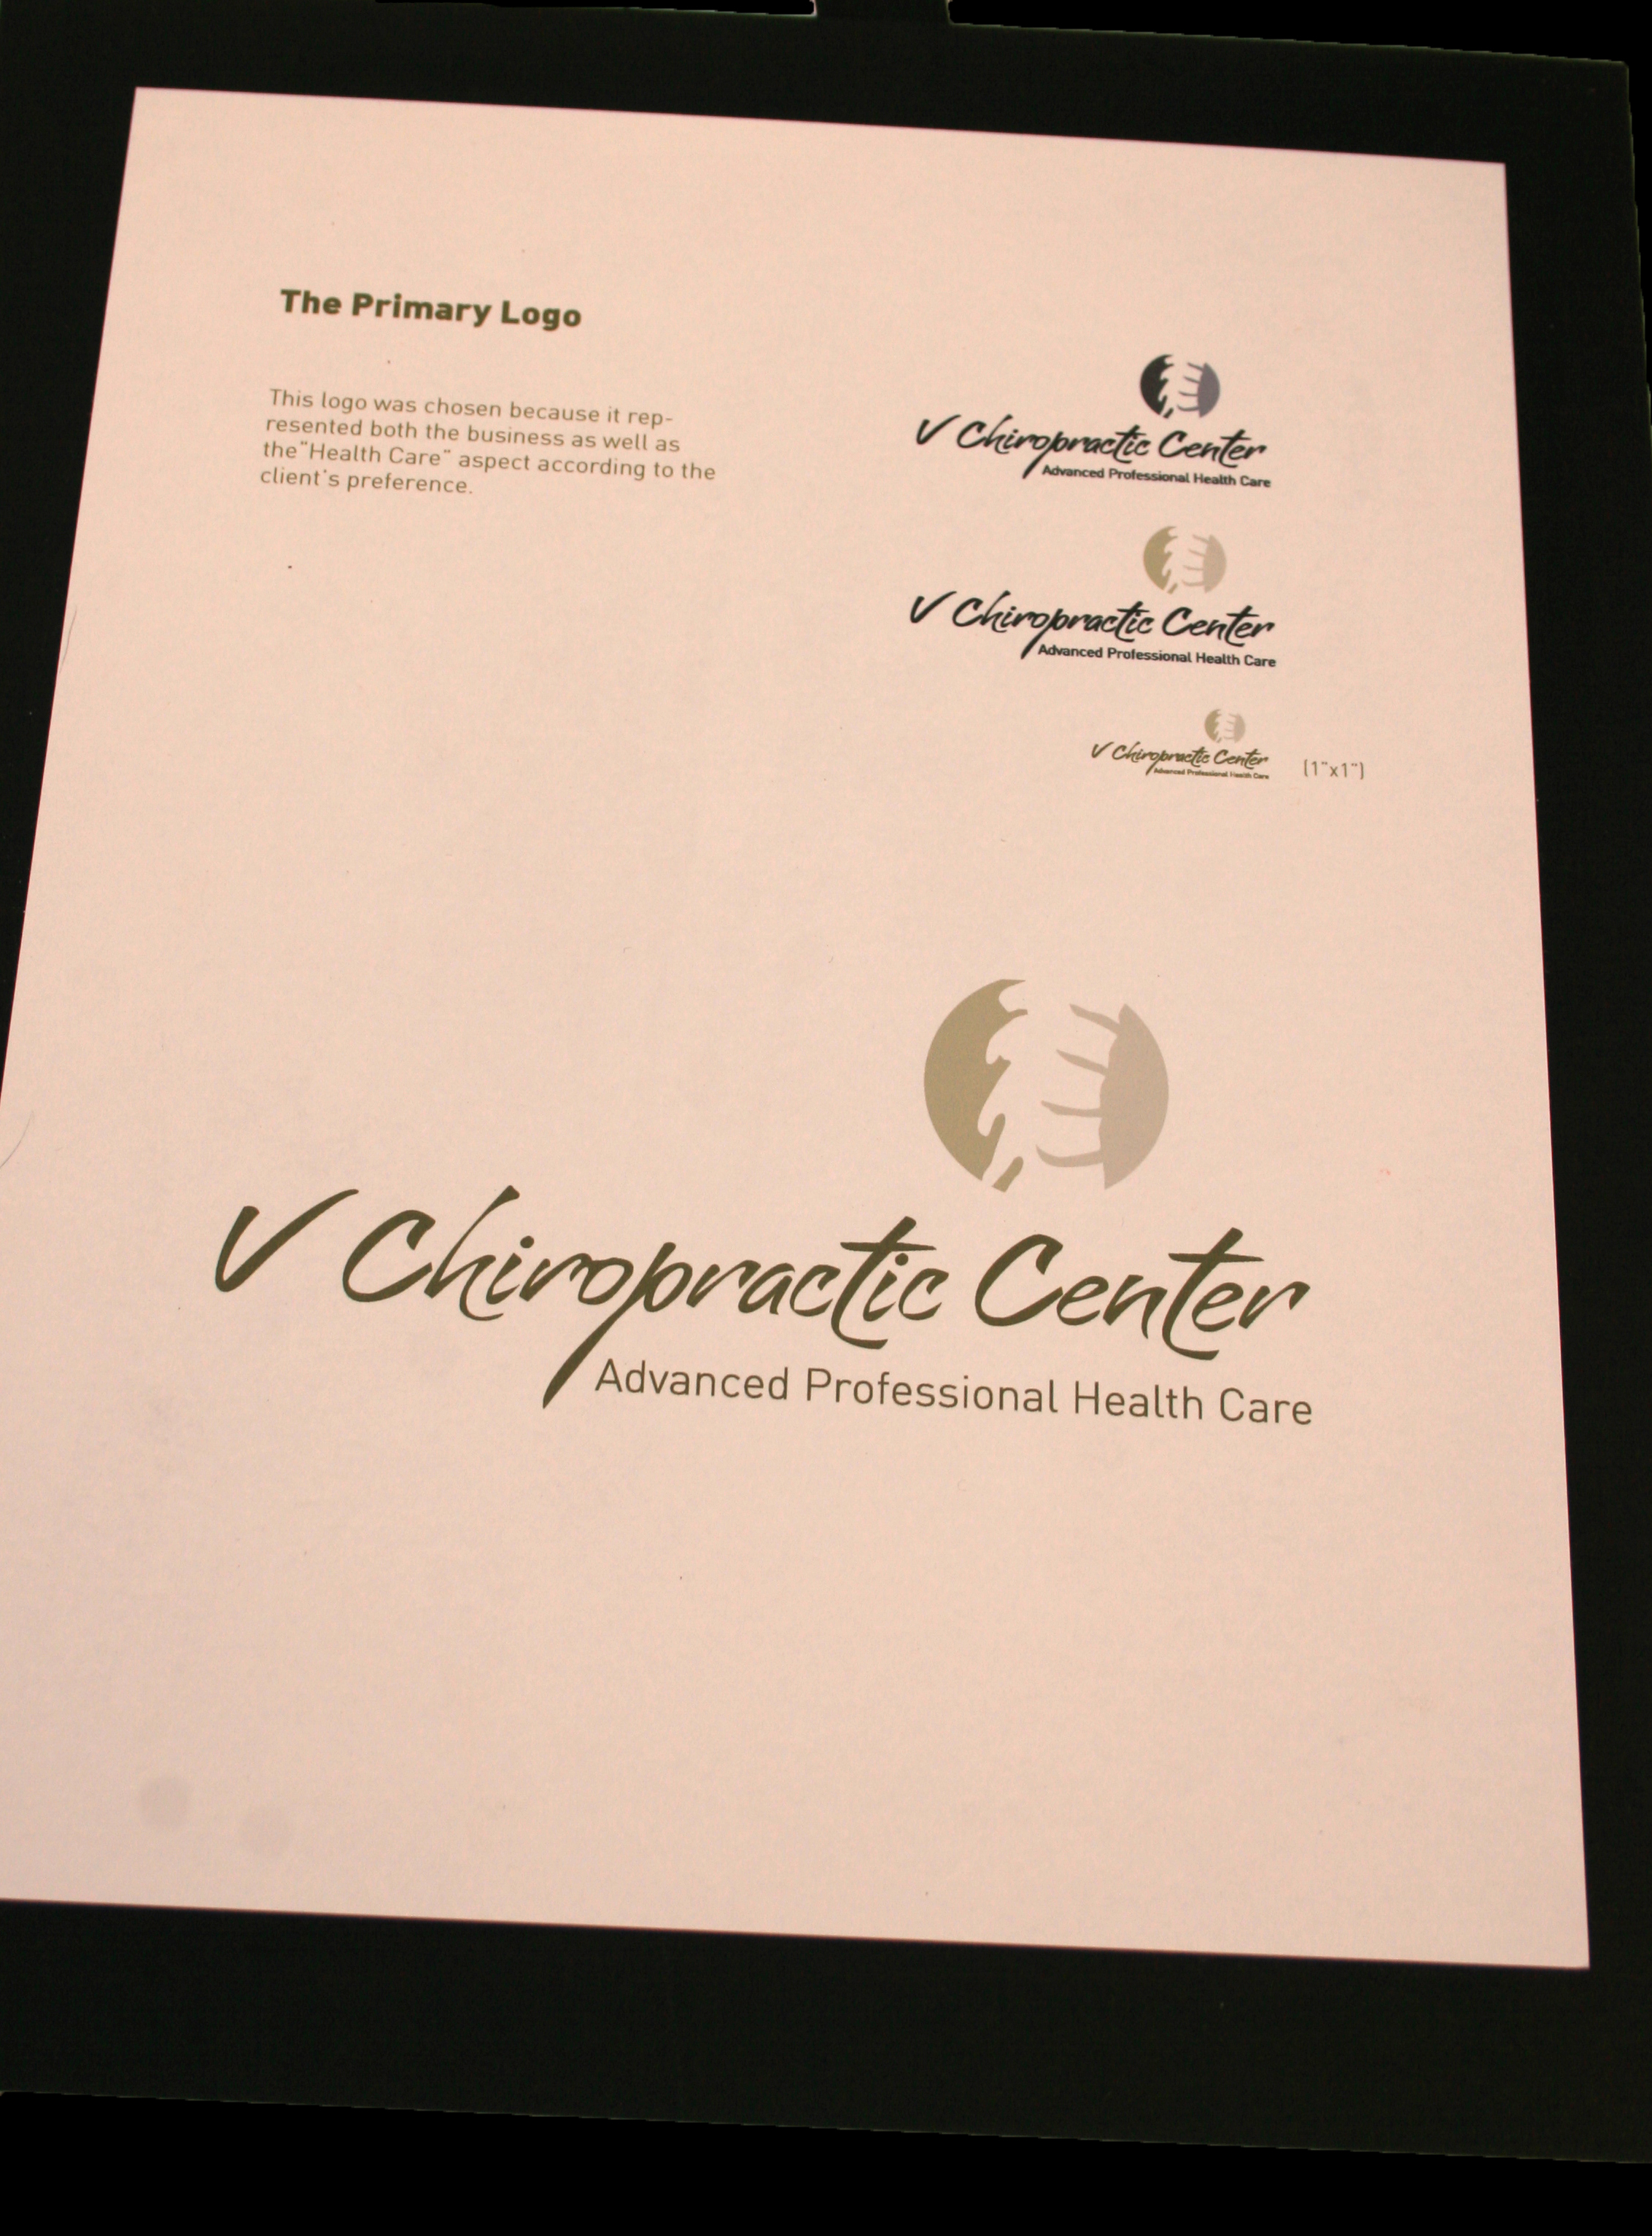 The Primary Logo
This logo was chosen because it rep-
resented both the business as well as
the"Health Care" aspect according to the
client's preference.
V Chiropractic Center
Advanced Professional Health Care
V Chiropractic Center
Advanced Professional Health Care
V Chiropractic Center
Advanced Professional Health Care
(1"x1")
V Chiropractic Center
Advanced Professional Health Care